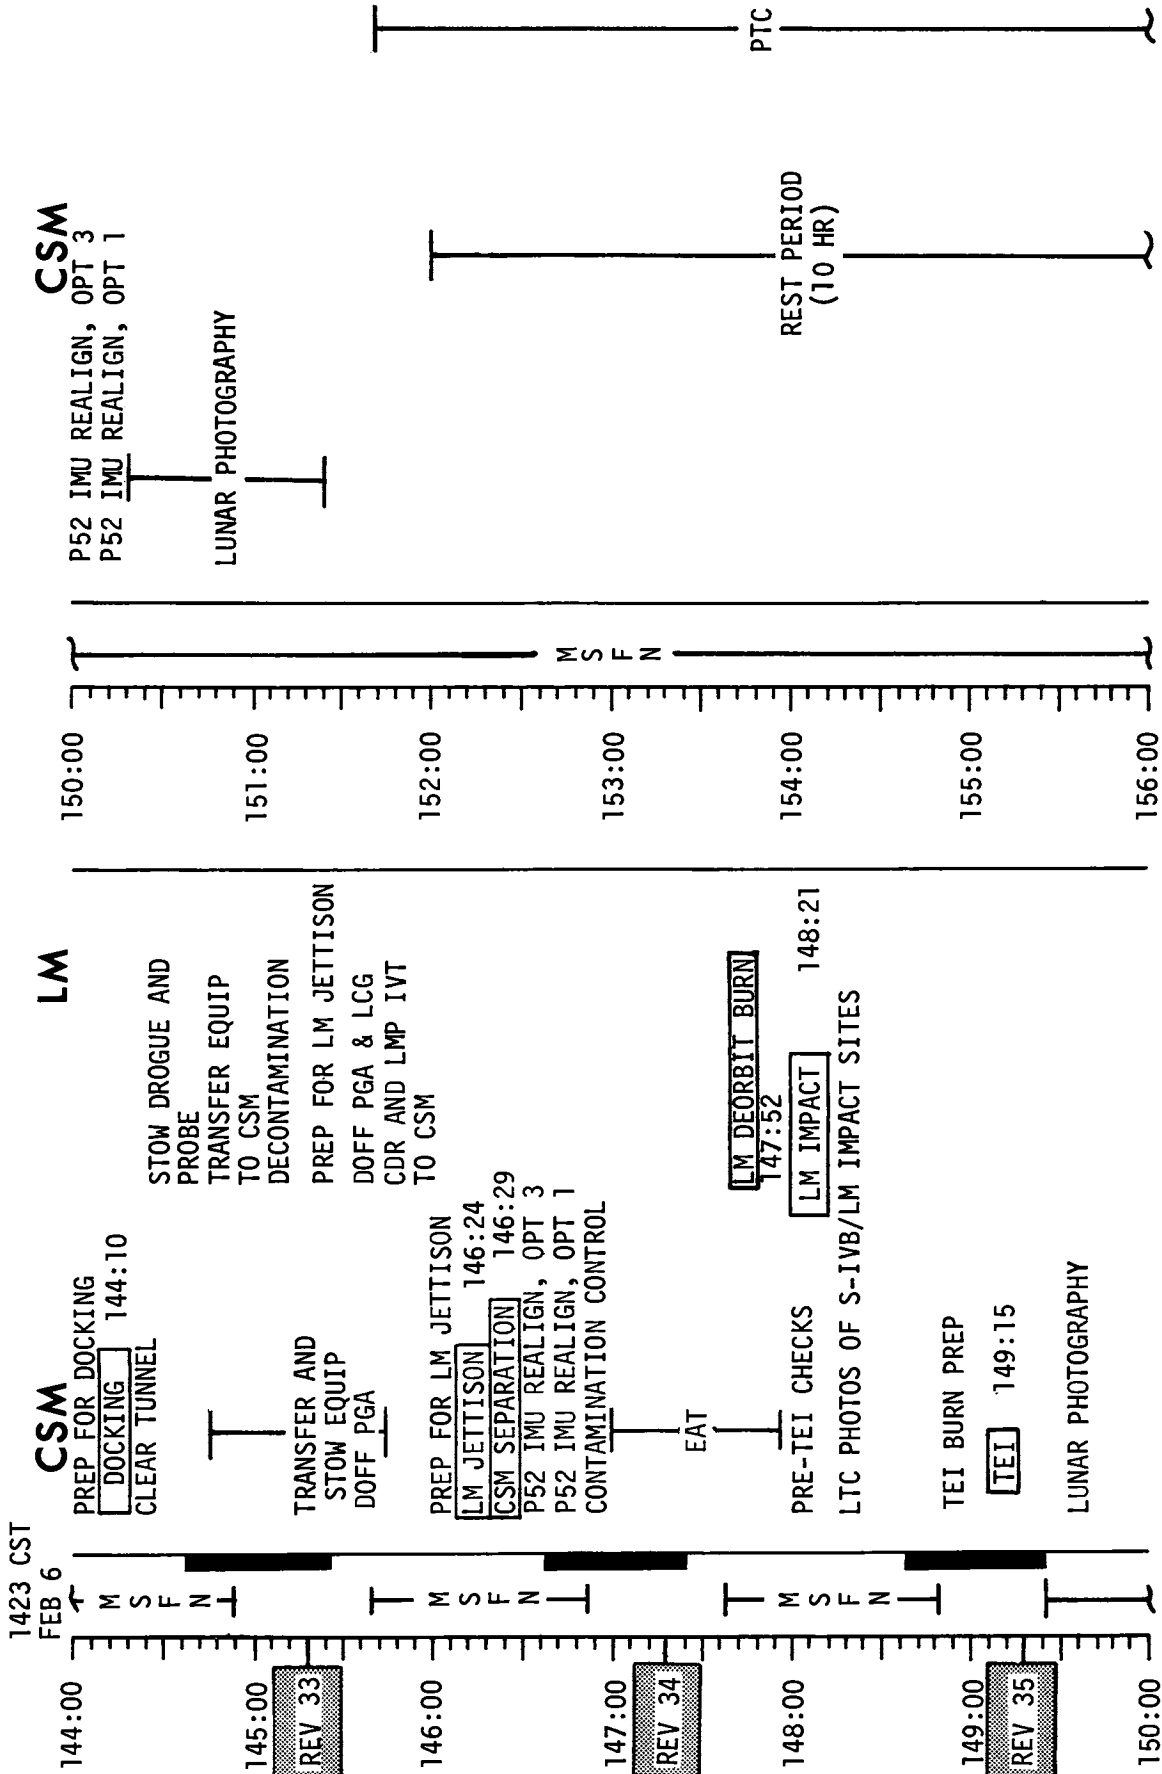 1423 CST
FEB 6
CSM
LM
144:00
PREP FOR DOCKING
DOCKING 144:10
CLEAR TUNNEL
M
S
F
N
STOW DROGUE AND
PROBE
TRANSFER EQUIP
TO CSM
DECONTAMINATION
145:00
REV 33
TRANSFER AND
STOW EQUIP
DOFF PGA
PREP FOR LM JETTISON
DOFF PGA & LCG
CDR AND LMP IVT
TO CSM
146:00
M
S
F
N
PREP FOR LM JETTISON
LM JETTISON 146:24
CSM SEPARATION 146:29
P52 IMU REALIGN, OPT 3
P52 IMU REALIGN, OPT 1
CONTAMINATION CONTROL
147:00
REV 34
EAT
LM DEORBIT BURN
147:52
148:00
M
S
F
N
PRE-TEI CHECKS
LM IMPACT 148:21
LTC PHOTOS OF S-IVB/LM IMPACT SITES
149:00
REV 35
TEI BURN PREP
TEI 149:15
LUNAR PHOTOGRAPHY
150:00
CSM
150:00
P52 IMU REALIGN, OPT 3
P52 IMU REALIGN, OPT 1
LUNAR PHOTOGRAPHY
151:00
152:00
M
S
F
N
153:00
154:00
REST PERIOD
(10 HR)
PTC
155:00
156:00